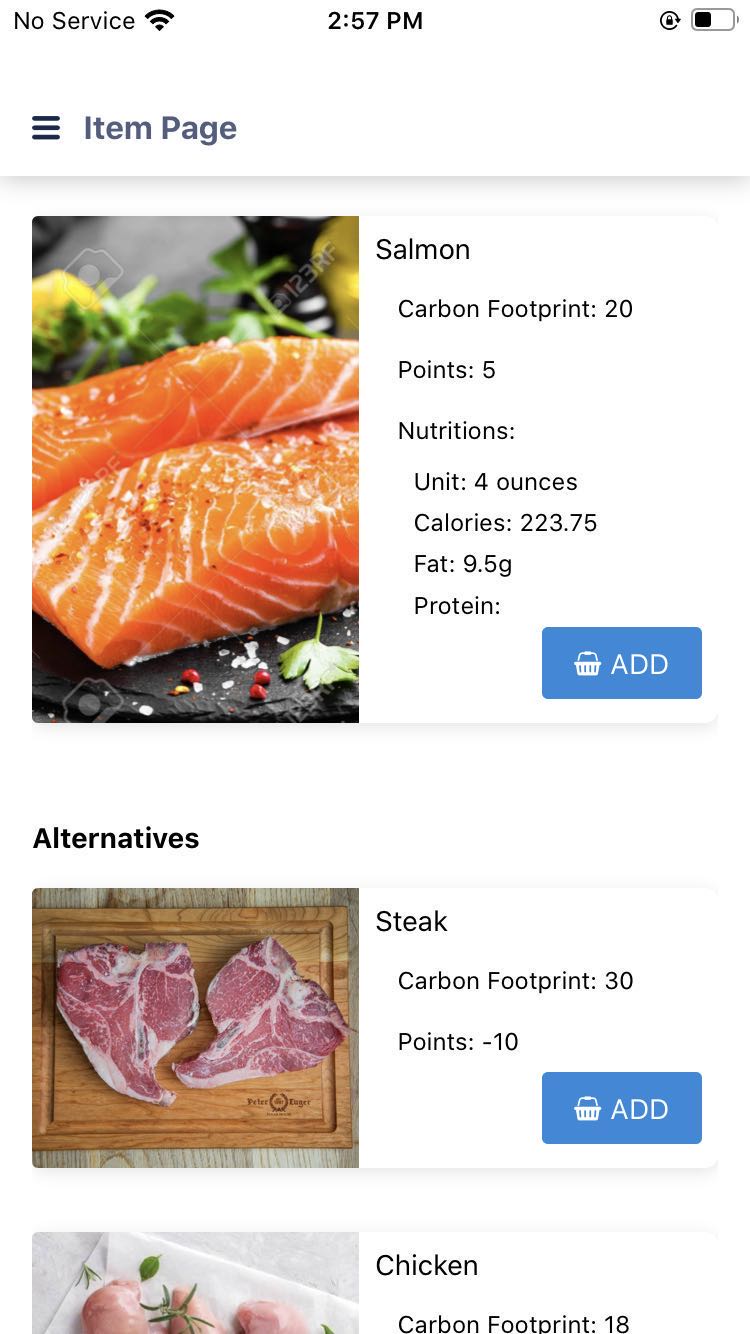 No Service
2:57 PM
Item Page
123RF
Salmon
Carbon Footprint: 20
Points: 5
Nutritions:
Unit: 4 ounces
Calories: 223.75
Fat: 9.5g
Protein:
ADD
Alternatives
Steak
Carbon Footprint: 30
Points: -10
Peter Luger
ADD
Chicken
Carbon Footprint: 18